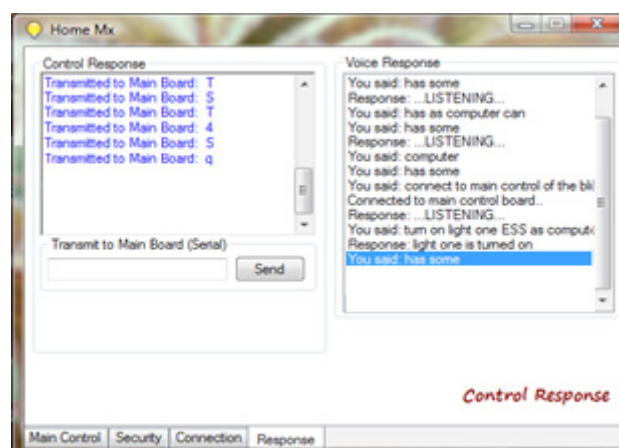 Home Mx
Control Response
Transmitted to Main Board: T
Transmitted to Main Board: S
Transmitted to Main Board: T
Transmitted to Main Board: 4
Transmitted to Main Board: S
Transmitted to Main Board: q
Transmit to Main Board (Serial)
Send
Voice Response
You said: has some
Response: ...LISTENING...
You said: has as computer can
You said: has some
Response: ...LISTENING...
You said: computer
You said: has some
You said: connect to main control of the bli
Connected to main control board..
Response: ...LISTENING...
You said: turn on light one ESS as compute
Response: light one is turned on
You said: has some
Control Response
Main Control
Security
Connection
Response